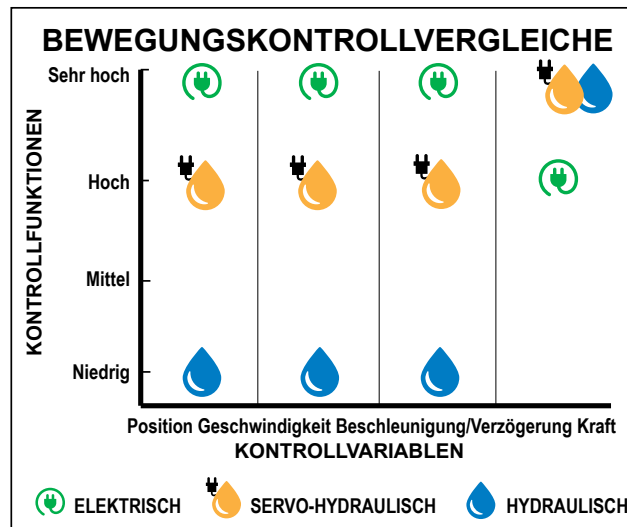 BEWEGUNGSKONTROLLVERGLEICHE
Sehr hoch
Hoch
Mittel
Niedrig
KONTROLLFUNKTIONEN
Position Geschwindigkeit Beschleunigung/Verzögerung Kraft
KONTROLLVARIABLEN
ELEKTRISCH SERVO-HYDRAULISCH HYDRAULISCH